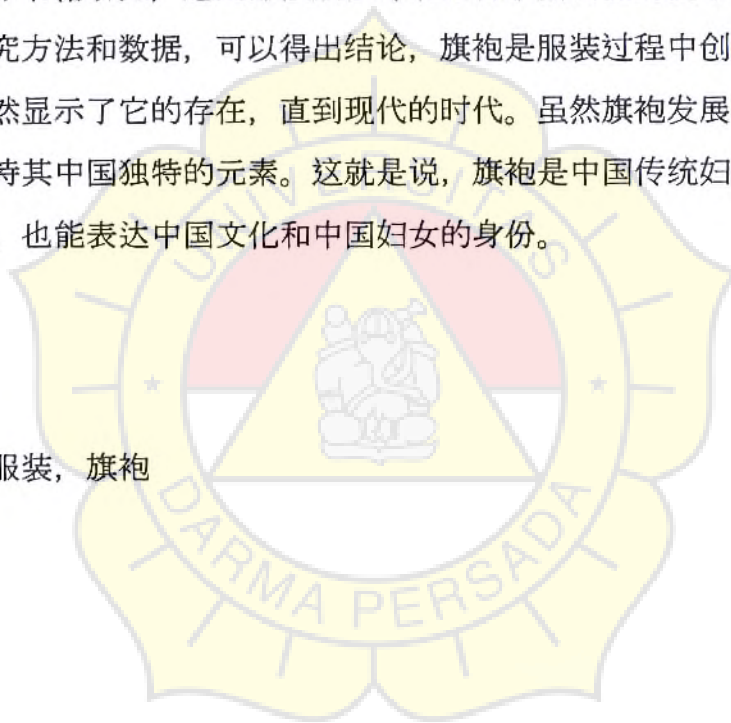 究方法和数据，可以得出结论，旗袍是服装过程中创
然显示了它的存在，直到现代的时代。虽然旗袍发展
持其中国独特的元素。这就是说，旗袍是中国传统妇
也能表达中国文化和中国妇女的身份。
UNIVERSITAS
服装，旗袍
DARMA PERSADA